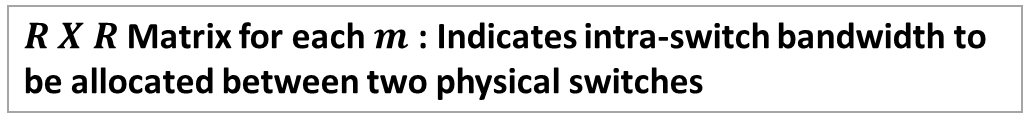 R X R Matrix for each m : Indicates intra-switch bandwidth to
be allocated between two physical switches